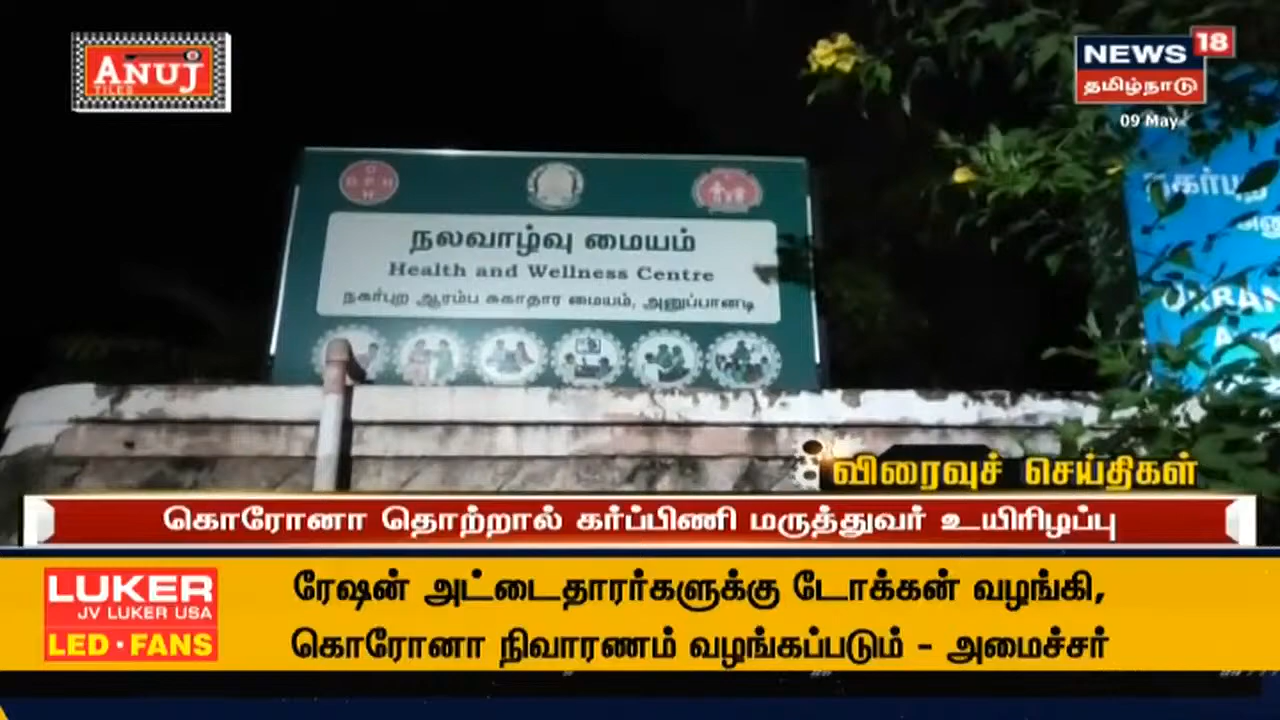 ANUJ
TILES
NEWS 18
தமிழ்நாடு
09 May
நலவாழ்வு மையம்
Health and Wellness Centre
நகர்புற ஆரம்ப சுகாதார மையம், அனுப்பானடி
நகர்புற
விரைவுச் செய்திகள்
கொரோனா தொற்றால் கர்ப்பிணி மருத்துவர் உயிரிழப்பு
LUKER
JV LUKER USA
LED · FANS
ரேஷன் அட்டைதாரர்களுக்கு டோக்கன் வழங்கி,
கொரோனா நிவாரணம் வழங்கப்படும் - அமைச்சர்